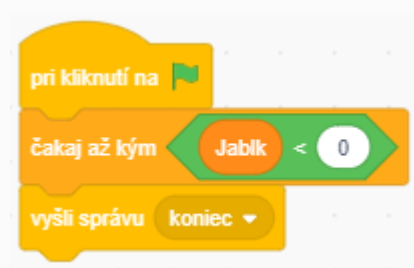 pri kliknutí na
čakaj až kým Jablk < 0
vyšli správu koniec